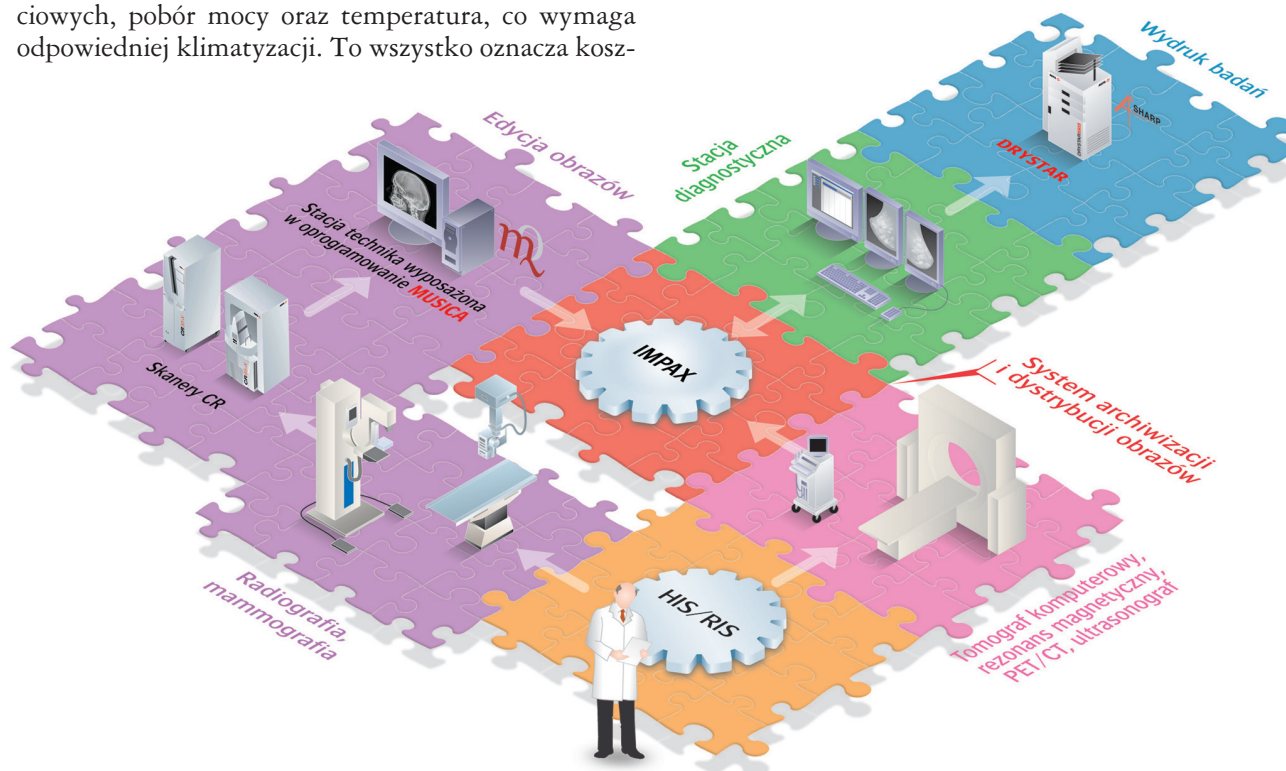 ciowych, pobór mocy oraz temperatura, co wymaga
odpowiedniej klimatyzacji. To wszystko oznacza kosz-
Wydruk badań
SHARP
DRYSTAR
Edycja obrazów
Stacja
diagnostyczna
Stacja technika wyposażona
w oprogramowanie MUSICA
Skanery CR
IMPAX
System archiwizacji
i dystrybucji obrazów
Radiografia,
mammografia
HIS/RIS
Tomograf komputerowy,
rezonans magnetyczny,
PET/CT, ultrasonograf